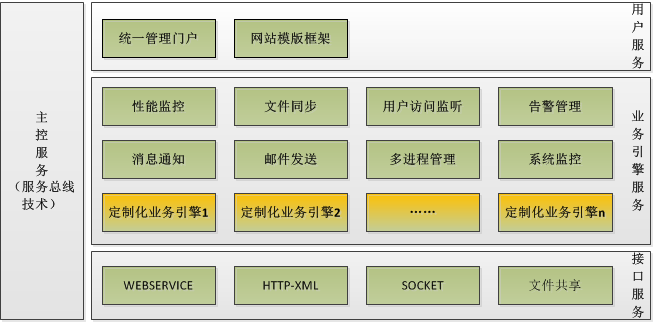 主
控
服
务
（服务总线
技术）
统一管理门户
网站模版框架
用
户
服
务
性能监控
文件同步
用户访问监听
告警管理
消息通知
邮件发送
多进程管理
系统监控
定制化业务引擎1
定制化业务引擎2
……
定制化业务引擎n
业
务
引
擎
服
务
WEBSERVICE
HTTP-XML
SOCKET
文件共享
接
口
服
务